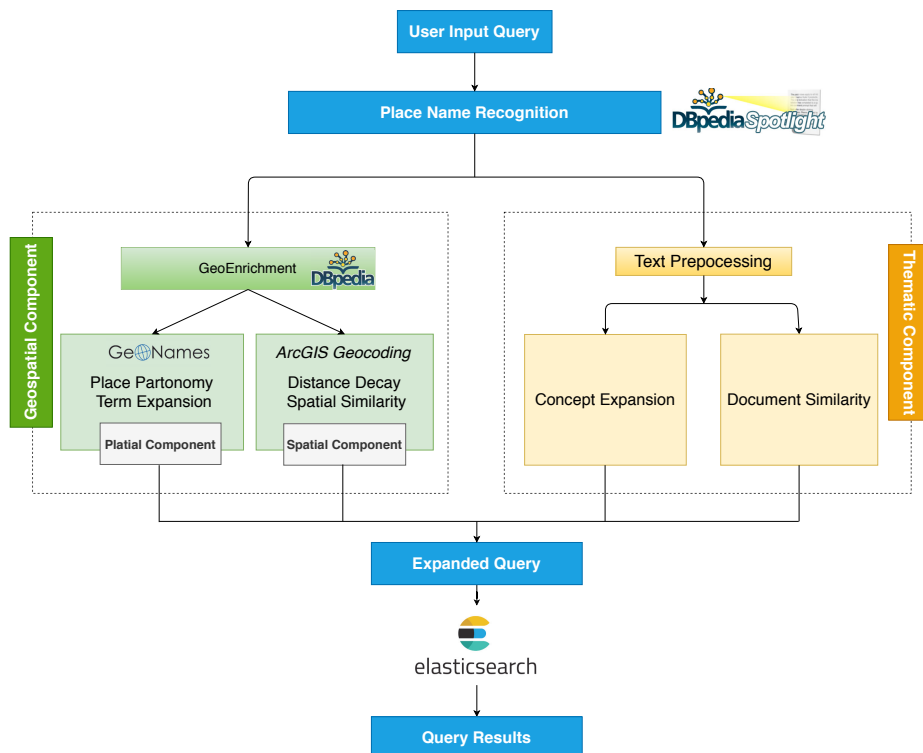 User Input Query
Place Name Recognition
DBpedia Spotlight
Geospatial Component
GeoEnrichment
DBpedia
GeoNames
Place Partonomy
Term Expansion
Platial Component
ArcGIS Geocoding
Distance Decay
Spatial Similarity
Spatial Component
Text Prepocessing
Concept Expansion
Document Similarity
Thematic Component
Expanded Query
elasticsearch
Query Results